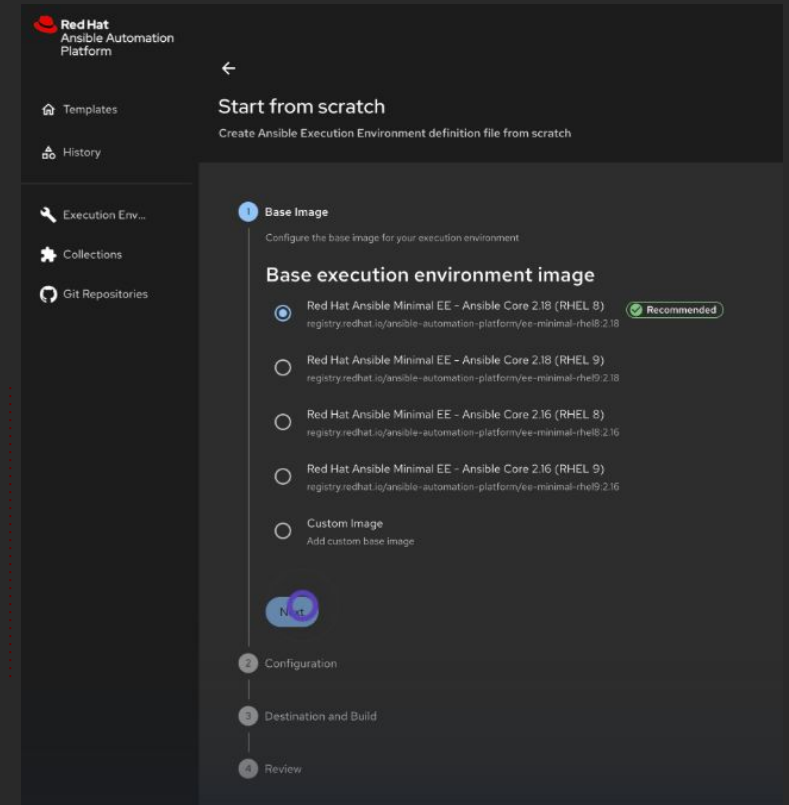 Red Hat
Ansible Automation
Platform
Templates
History
Execution Env...
Collections
Git Repositories
Start from scratch
Create Ansible Execution Environment definition file from scratch
1 Base Image
Configure the base image for your execution environment
Base execution environment image
Red Hat Ansible Minimal EE - Ansible Core 2.18 (RHEL 8) Recommended
registry.redhat.io/ansible-automation-platform/ee-minimal-rhel8:2.18
Red Hat Ansible Minimal EE - Ansible Core 2.18 (RHEL 9)
registry.redhat.io/ansible-automation-platform/ee-minimal-rhel9:2.18
Red Hat Ansible Minimal EE - Ansible Core 2.16 (RHEL 8)
registry.redhat.io/ansible-automation-platform/ee-minimal-rhel8:2.16
Red Hat Ansible Minimal EE - Ansible Core 2.16 (RHEL 9)
registry.redhat.io/ansible-automation-platform/ee-minimal-rhel9:2.16
Custom Image
Add custom base image
Next
2 Configuration
3 Destination and Build
4 Review